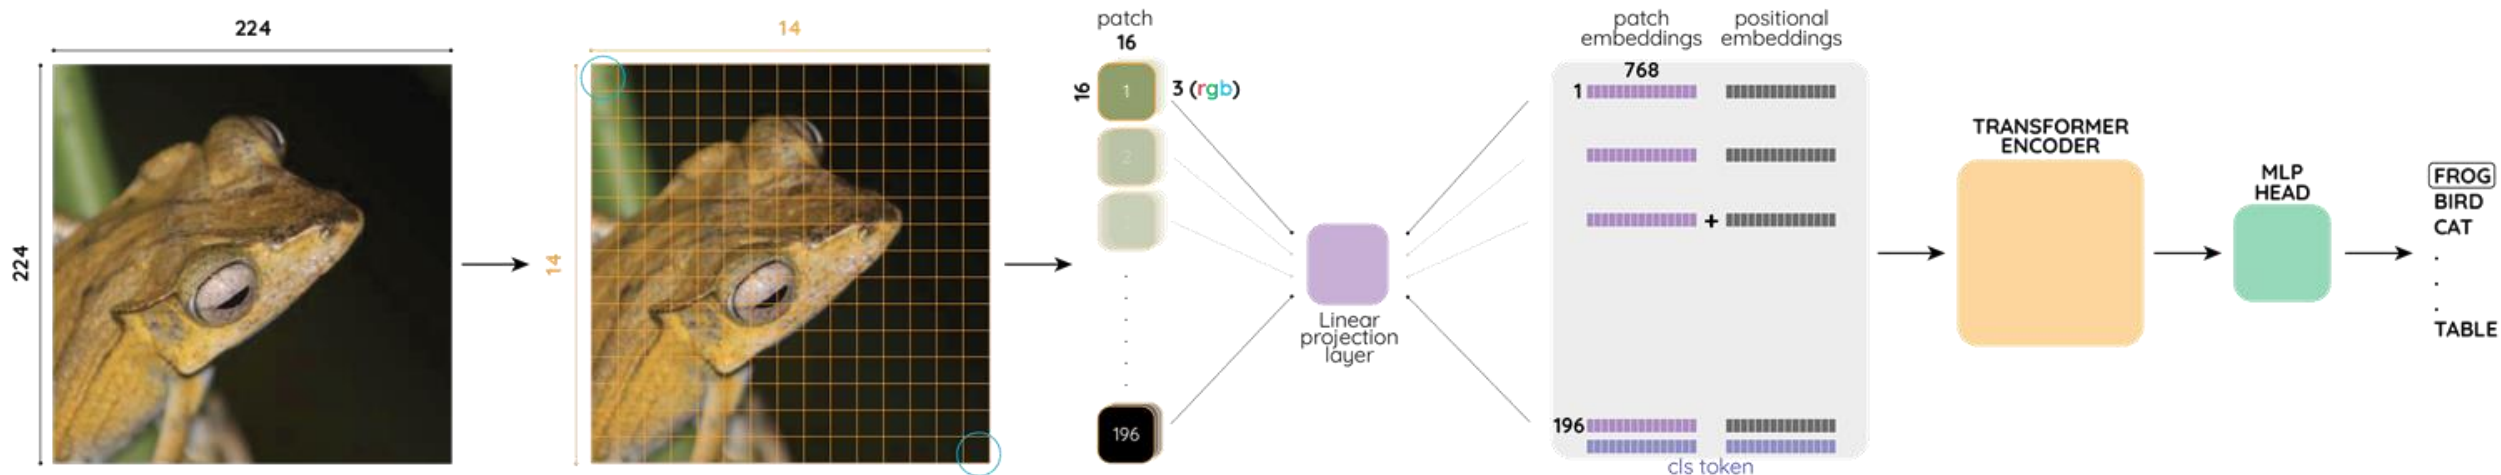 224
224
14
14
patch
16
16
3 (rgb)
1
2
196
Linear
projection
layer
patch
embeddings
positional
embeddings
768
1
+
196
cls token
TRANSFORMER
ENCODER
MLP
HEAD
FROG
BIRD
CAT
.
.
.
TABLE